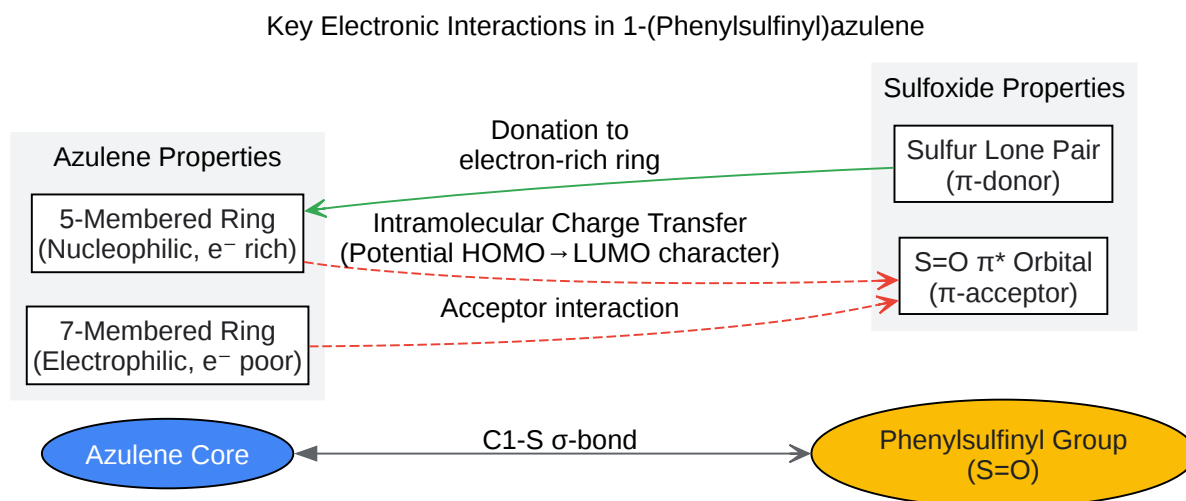 Key Electronic Interactions in 1-(Phenylsulfinyl)azulene
Azulene Properties
5-Membered Ring
(Nucleophilic, e⁻ rich)
7-Membered Ring
(Electrophilic, e⁻ poor)
Donation to
electron-rich ring
Intramolecular Charge Transfer
(Potential HOMO→LUMO character)
Acceptor interaction
Sulfoxide Properties
Sulfur Lone Pair
(π-donor)
S=O π* Orbital
(π-acceptor)
Azulene Core
C1-S σ-bond
Phenylsulfinyl Group
(S=O)